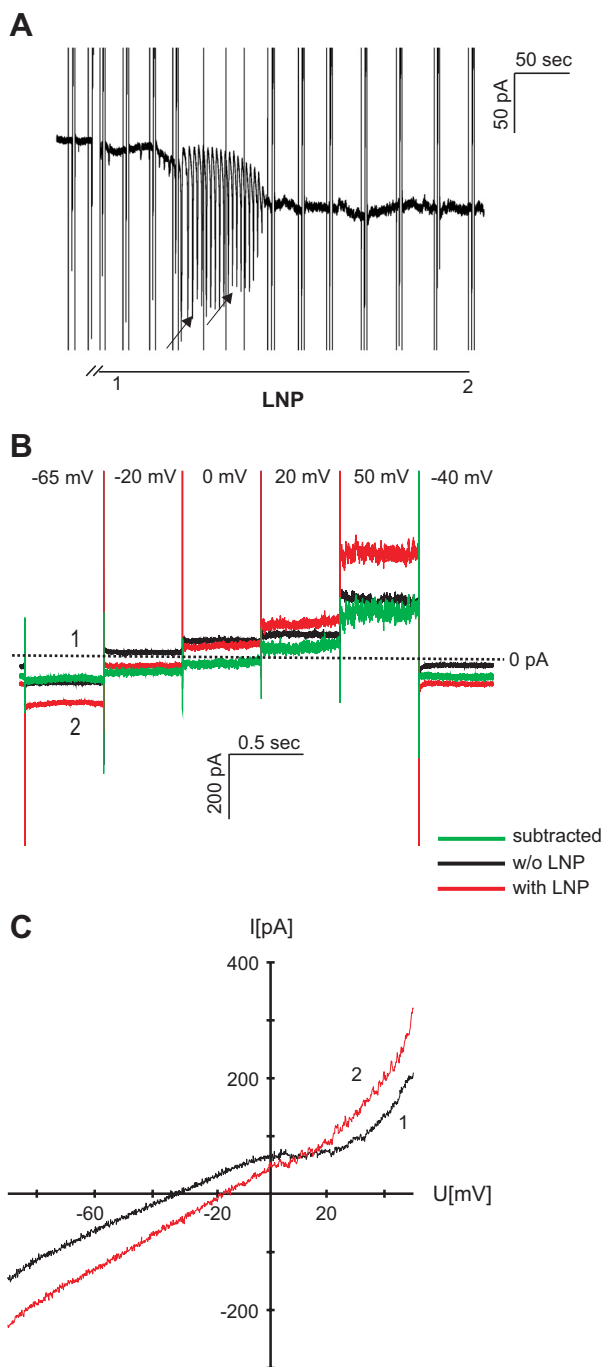 A
50 sec
50 pA
1
2
LNP
B
-65 mV
-20 mV
0 mV
20 mV
50 mV
-40 mV
1
0 pA
2
0.5 sec
200 pA
subtracted
w/o LNP
with LNP
C
I[pA]
400
200
2
1
U[mV]
-60
-20
20
-200